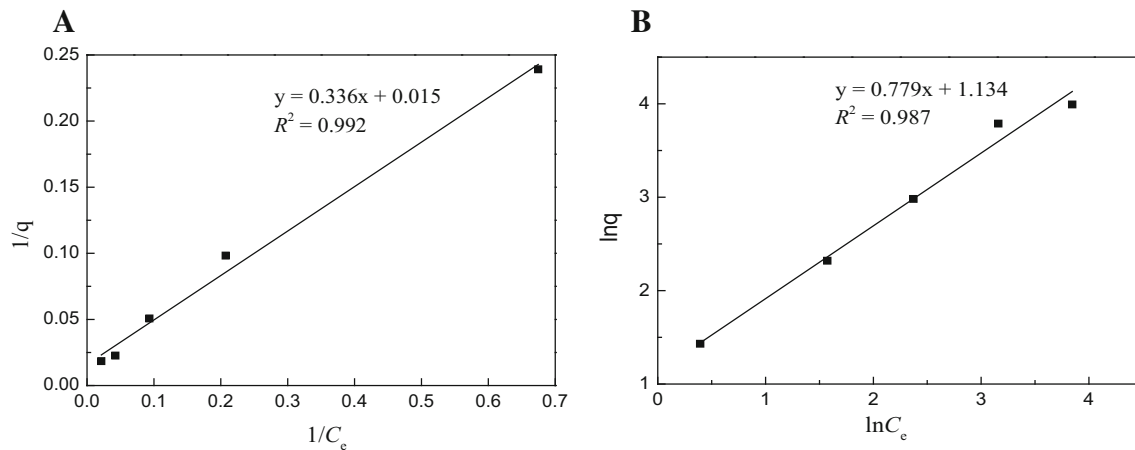 A
0.25
0.20
0.15
0.10
0.05
0.00
1/q
y = 0.336x + 0.015
R² = 0.992
0.0 0.1 0.2 0.3 0.4 0.5 0.6 0.7
1/Cₑ
B
4
3
2
1
lnq
y = 0.779x + 1.134
R² = 0.987
0 1 2 3 4
lnCₑ